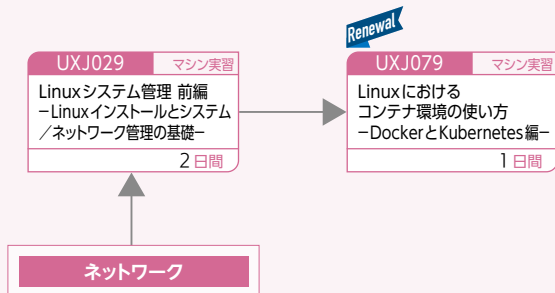 Renewal
UXJ029 マシン実習
Linuxシステム管理 前編
−Linuxインストールとシステム
／ネットワーク管理の基礎−
2日間
UXJ079 マシン実習
Linuxにおける
コンテナ環境の使い方
−DockerとKubernetes編−
1日間
ネットワーク